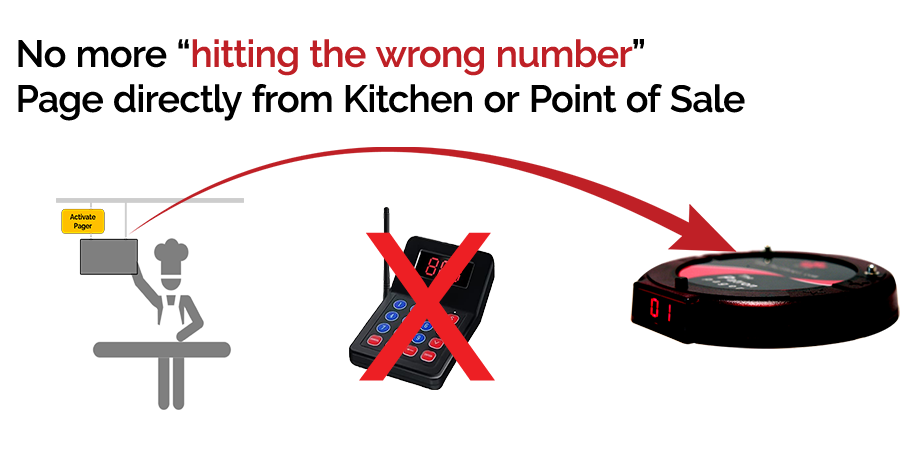 No more “hitting the wrong number”
Page directly from Kitchen or Point of Sale
Activate
Pager
01